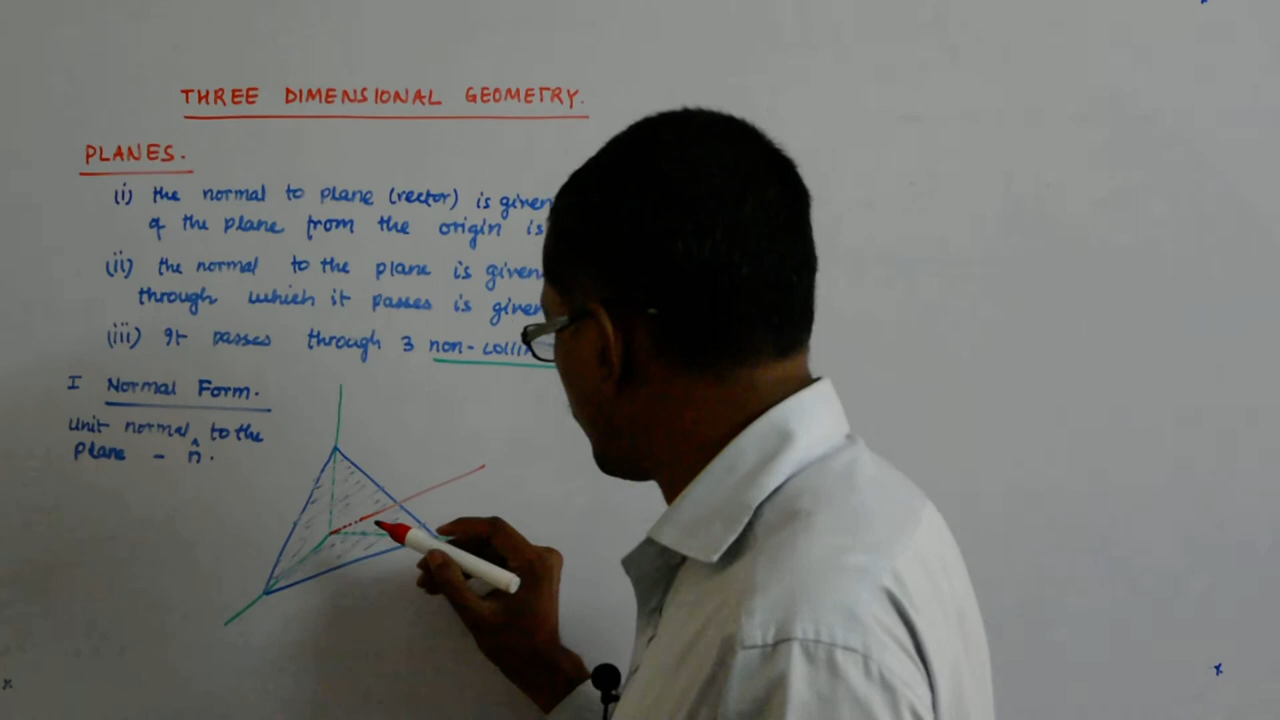 THREE DIMENSIONAL GEOMETRY.
PLANES.
(i) the normal to plane (vector) is given
of the plane from the origin is
(ii) the normal to the plane is given
through which it passes is given
(iii) It passes through 3 non-collin
I Normal Form.
Unit normal to the
Plane - n̂.